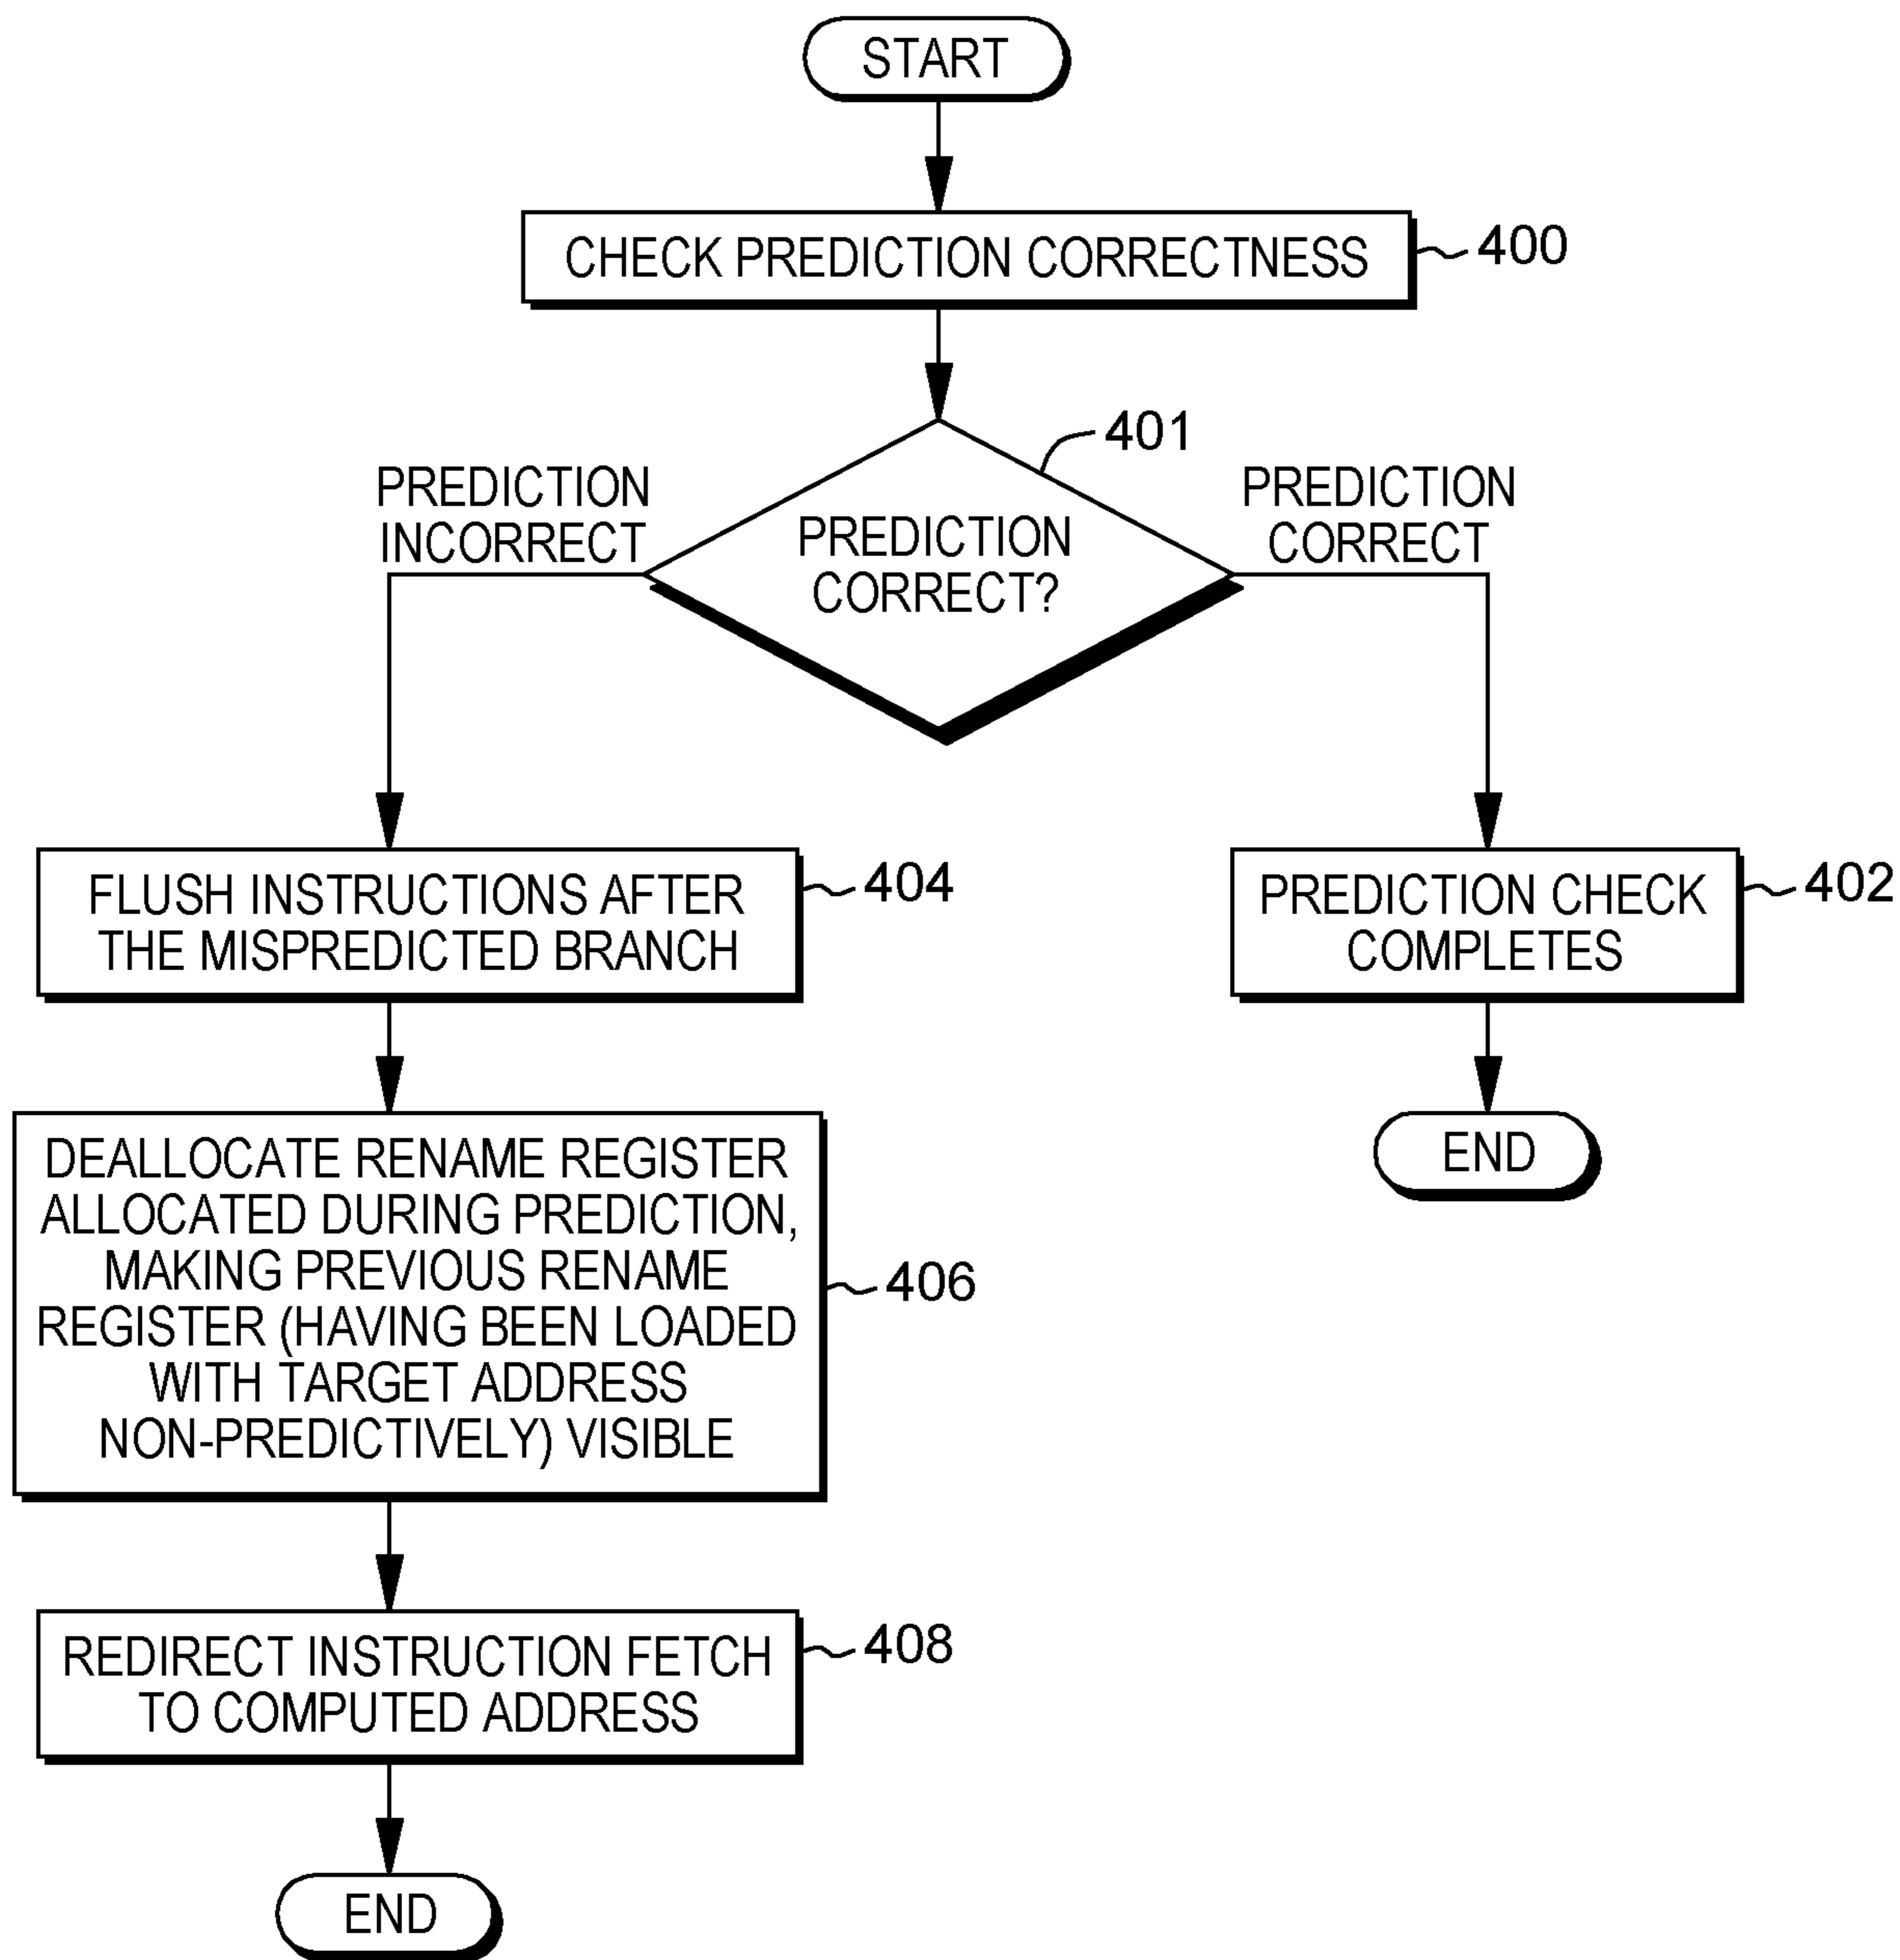 START
CHECK PREDICTION CORRECTNESS
400
401
PREDICTION
INCORRECT
PREDICTION
CORRECT?
PREDICTION
CORRECT
FLUSH INSTRUCTIONS AFTER
THE MISPREDICTED BRANCH
404
PREDICTION CHECK
COMPLETES
402
DEALLOCATE RENAME REGISTER
ALLOCATED DURING PREDICTION,
MAKING PREVIOUS RENAME
REGISTER (HAVING BEEN LOADED
WITH TARGET ADDRESS
NON-PREDICTIVELY) VISIBLE
406
END
REDIRECT INSTRUCTION FETCH
TO COMPUTED ADDRESS
408
END